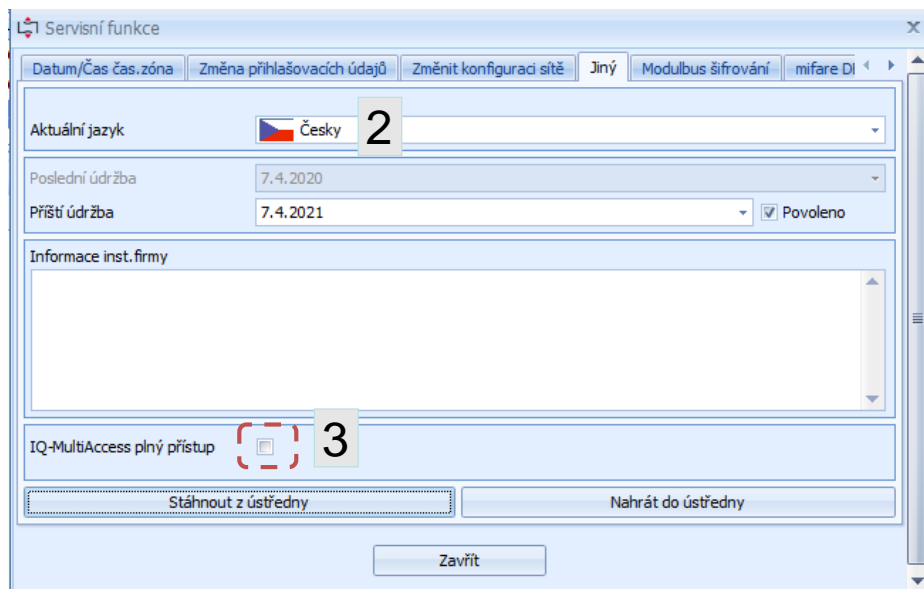 Servisní funkce
Datum/Čas čas.zóna Změna přihlašovacích údajů Změnit konfiguraci sítě Jiný Modulbus šifrování mifare
Aktuální jazyk Česky 2
Poslední údržba 7.4.2020
Příští údržba 7.4.2021 Povoleno
Informace inst.firmy
IQ-MultiAccess plný přístup 3
Stáhnout z ústředny Nahrát do ústředny
Zavřít